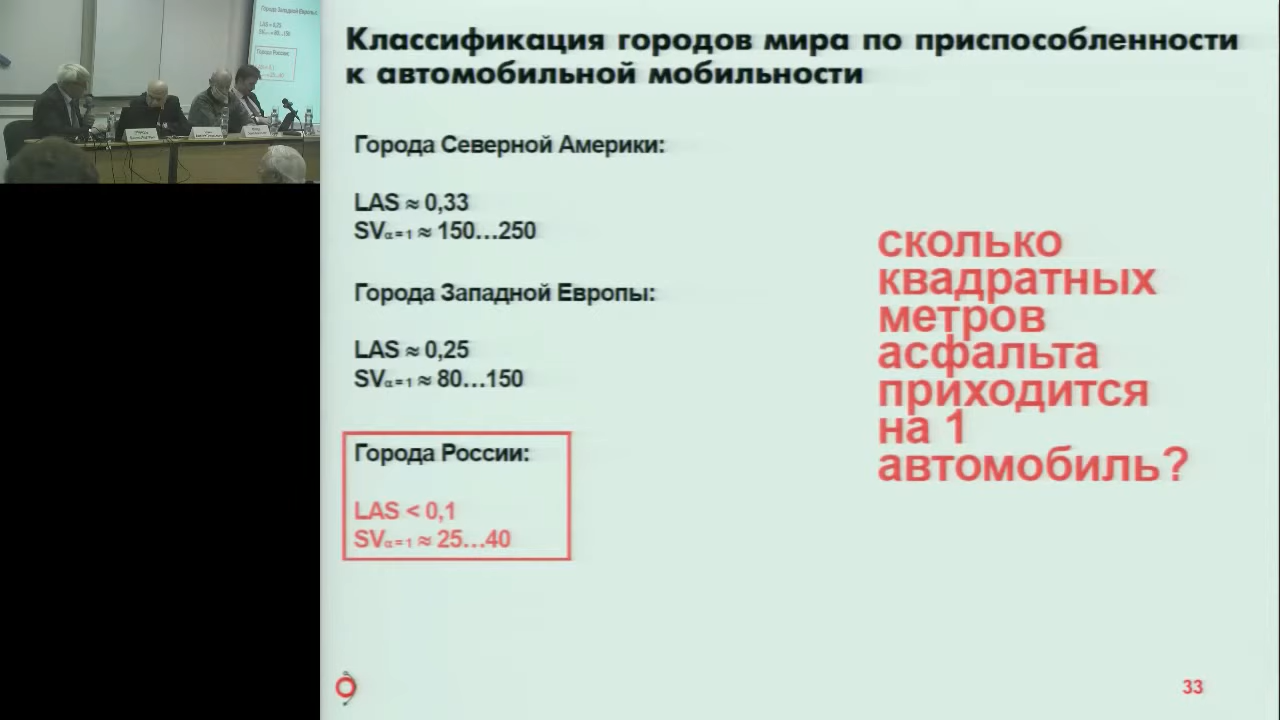 Классификация городов мира по приспособленности
к автомобильной мобильности
Города Северной Америки:
LAS ≈ 0,33
SVα=1 ≈ 150...250
Города Западной Европы:
LAS ≈ 0,25
SVα=1 ≈ 80...150
Города России:
LAS < 0,1
SVα=1 ≈ 25...40
сколько
квадратных
метров
асфальта
приходится
на 1
автомобиль?
33